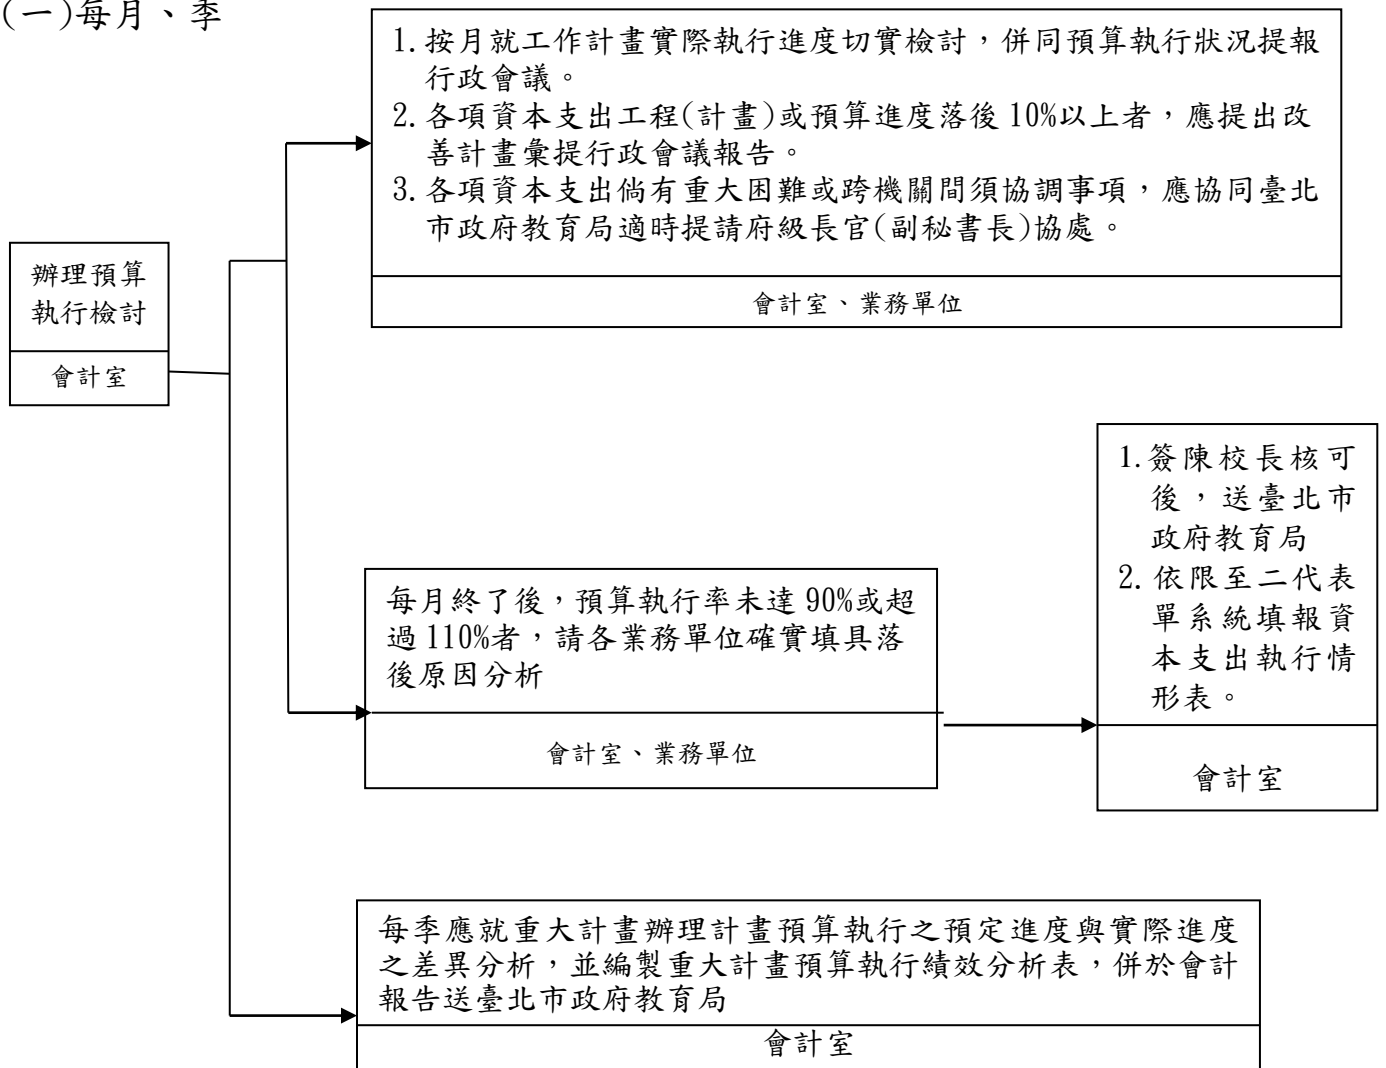 (一)每月、季
1.按月就工作計畫實際執行進度切實檢討，併同預算執行狀況提報
行政會議。
2.各項資本支出工程(計畫)或預算進度落後 10%以上者，應提出改
善計畫彙提行政會議報告。
3.各項資本支出倘有重大困難或跨機關間須協調事項，應協同臺北
市政府教育局適時提請府級長官(副秘書長)協處。
會計室、業務單位
辦理預算
執行檢討
會計室
1.簽陳校長核可
後，送臺北市
政府教育局
2.依限至二代表
單系統填報資
本支出執行情
形表。
會計室
每月終了後，預算執行率未達 90%或超
過 110%者，請各業務單位確實填具落
後原因分析
會計室、業務單位
每季應就重大計畫辦理計畫預算執行之預定進度與實際進度
之差異分析，並編製重大計畫預算執行績效分析表，併於會計
報告送臺北市政府教育局
會計室